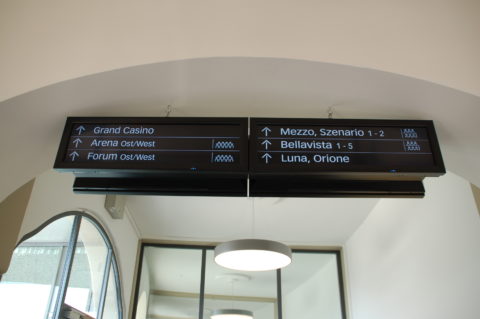 Grand Casino
Arena Ost/West
Forum Ost/West
Mezzo, Szenario 1 - 2
Bellavista 1 - 5
Luna, Orione